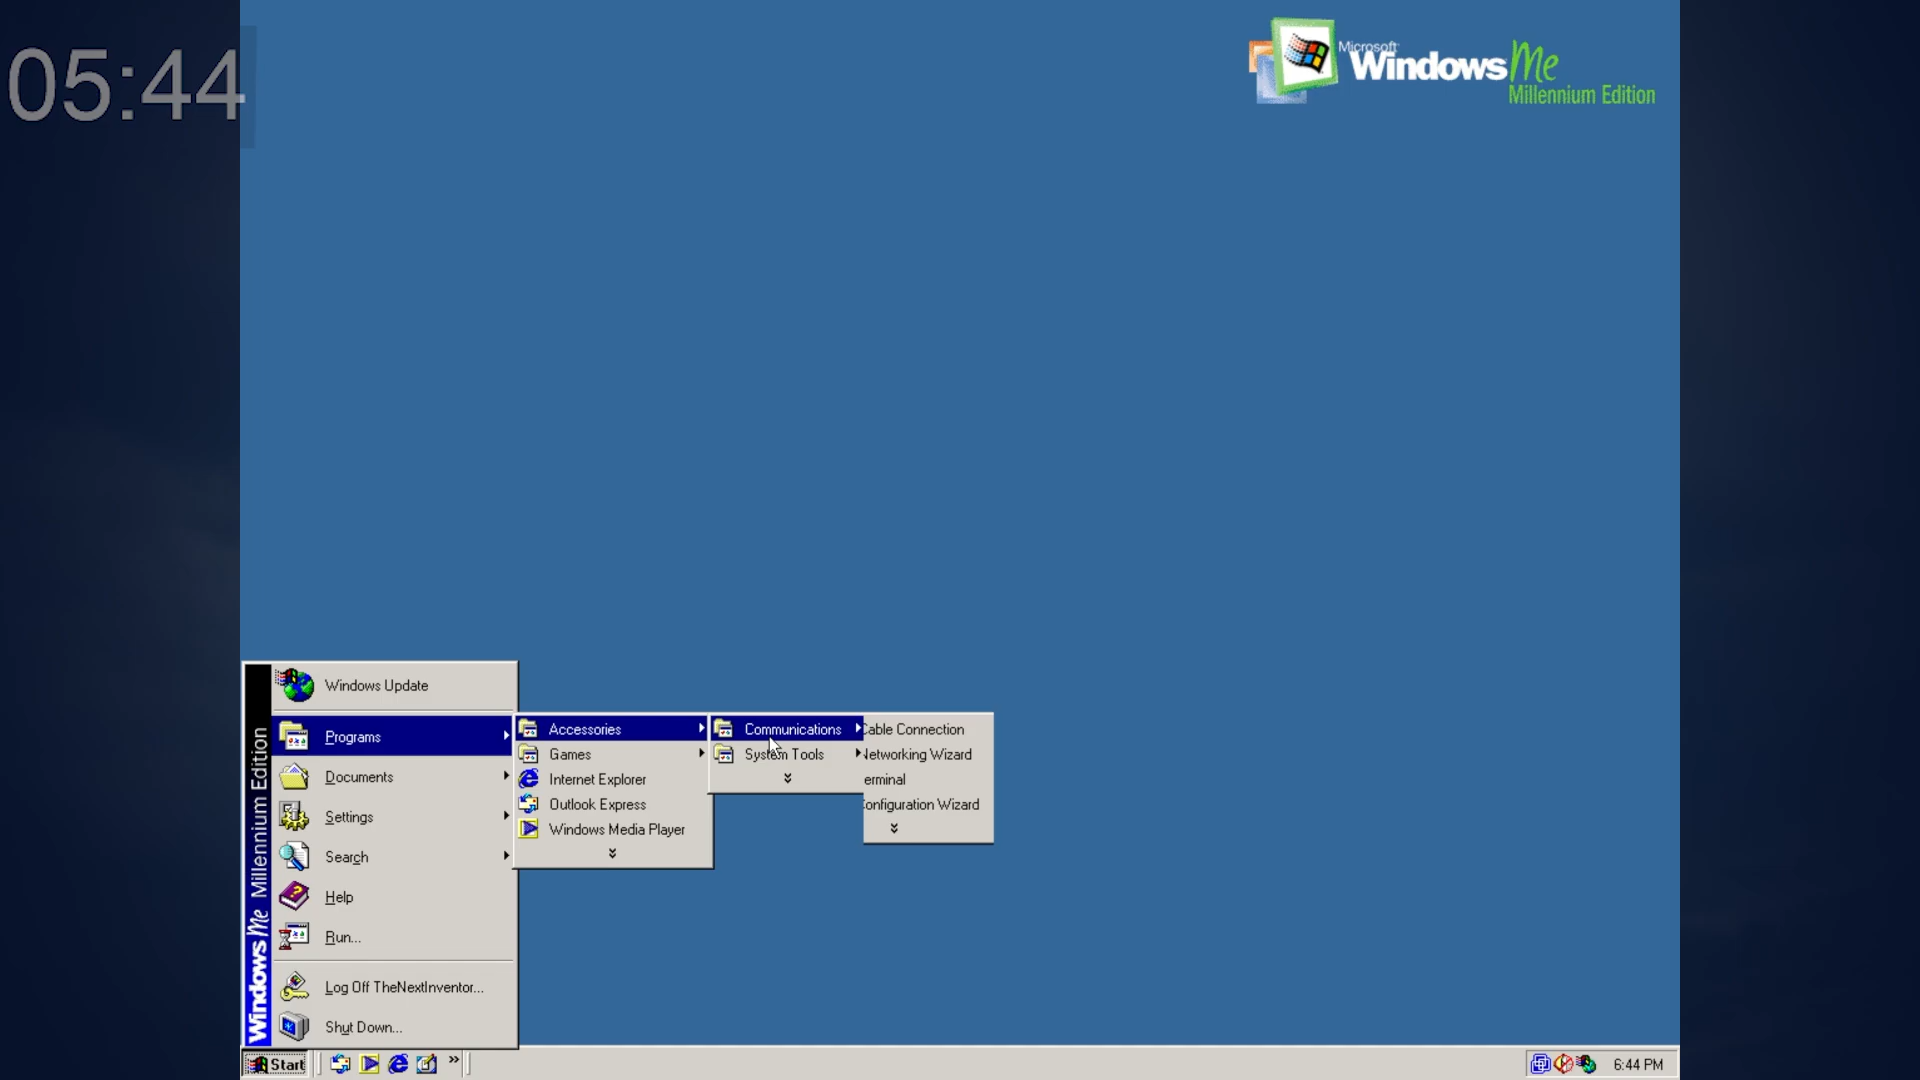 05:44
Microsoft
Windows Me
Millennium Edition
Windows Update
Programs
Documents
Settings
Search
Help
Run...
Log Off TheNextInventor...
Shut Down...
Windows Me Millennium Edition
Accessories
Games
Internet Explorer
Outlook Express
Windows Media Player
Communications
System Tools
Cable Connection
Networking Wizard
erminal
onfiguration Wizard
Start
6:44 PM